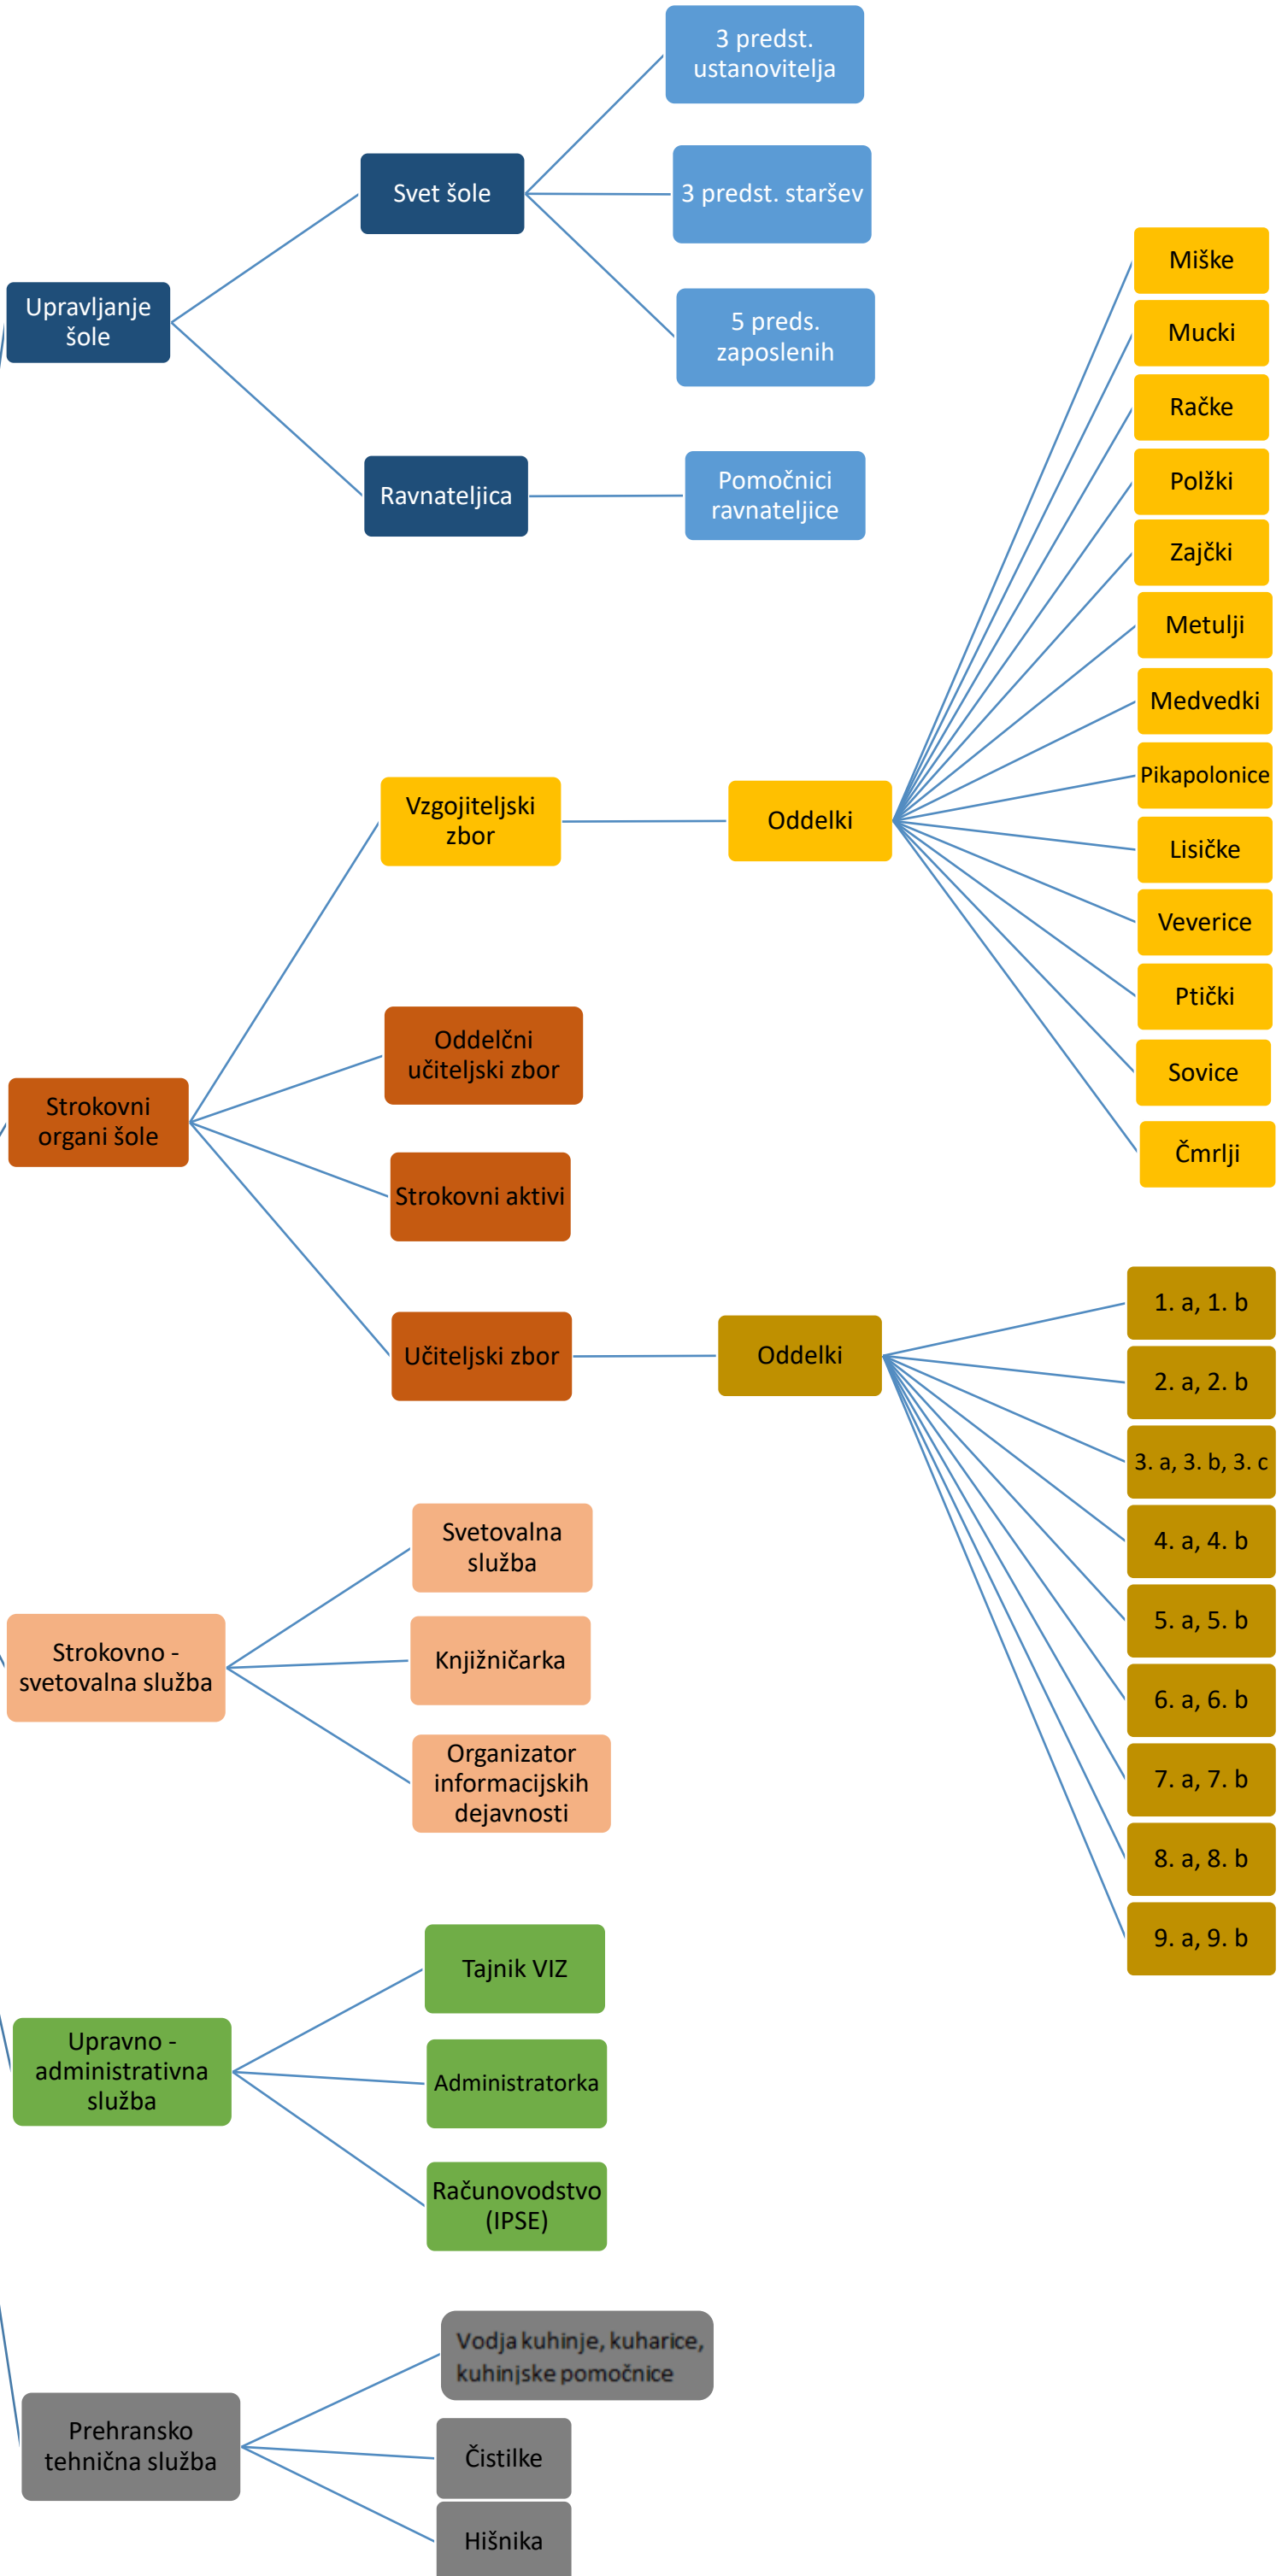 Upravljanje
šole
Svet šole
3 predst.
ustanovitelja
3 predst. staršev
5 preds.
zaposlenih
Ravnateljica
Pomočnici
ravnateljice
Strokovni
organi šole
Vzgojiteljski
zbor
Oddelki
Miške
Mucki
Račke
Polžki
Zajčki
Metulji
Medvedki
Pikapolonice
Lisičke
Veverice
Ptički
Sovice
Čmrlji
Oddelčni
učiteljski zbor
Strokovni aktivi
Učiteljski zbor
Oddelki
1. a, 1. b
2. a, 2. b
3. a, 3. b, 3. c
4. a, 4. b
5. a, 5. b
6. a, 6. b
7. a, 7. b
8. a, 8. b
9. a, 9. b
Strokovno -
svetovalna služba
Svetovalna
služba
Knjižničarka
Organizator
informacijskih
dejavnosti
Upravno -
administrativna
služba
Tajnik VIZ
Administratorka
Računovodstvo
(IPSE)
Prehransko
tehnična služba
Vodja kuhinje, kuharice,
kuhinjske pomočnice
Čistilke
Hišnika